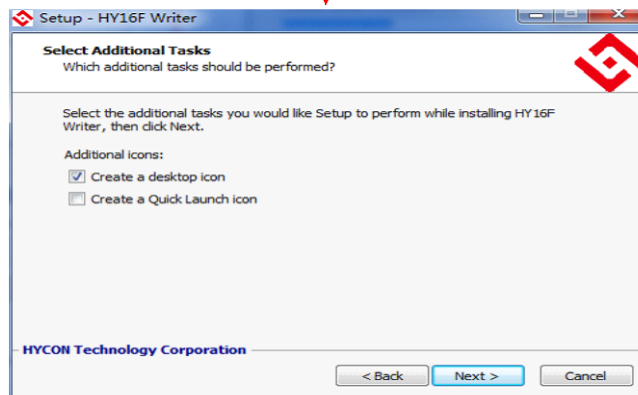 Setup - HY16F Writer
Select Additional Tasks
Which additional tasks should be performed?
Select the additional tasks you would like Setup to perform while installing HY16F
Writer, then click Next.
Additional icons:
Create a desktop icon
Create a Quick Launch icon
HYCON Technology Corporation
< Back Next > Cancel